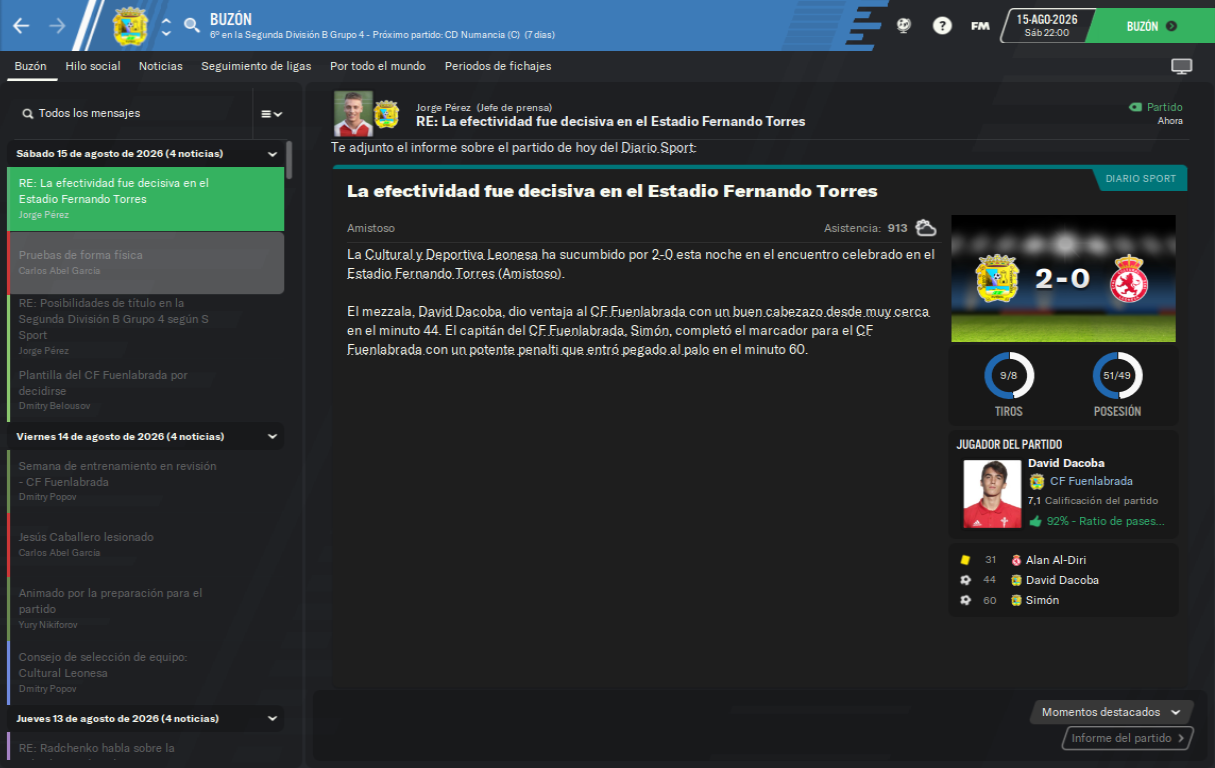 BUZÓN
6º en la Segunda División B Grupo 4 - Próximo partido: CD Numancia (C) (7 días)
?
FM
15-AGO-2026
Sáb 22:00
BUZÓN
Buzón Hilo social Noticias Seguimiento de ligas Por todo el mundo Periodos de fichajes
Todos los mensajes
Sábado 15 de agosto de 2026 (4 noticias)
RE: La efectividad fue decisiva en el
Estadio Fernando Torres
Jorge Pérez
Pruebas de forma física
Carlos Abel García
RE: Posibilidades de título en la
Segunda División B Grupo 4 según S
Sport
Jorge Pérez
Plantilla del CF Fuenlabrada por
decidirse
Dmitry Belousov
Viernes 14 de agosto de 2026 (4 noticias)
Semana de entrenamiento en revisión
- CF Fuenlabrada
Dmitry Popov
Jesús Caballero lesionado
Carlos Abel García
Animado por la preparación para el
partido
Yury Nikiforov
Consejo de selección de equipo:
Cultural Leonesa
Dmitry Popov
Jueves 13 de agosto de 2026 (4 noticias)
RE: Radchenko habla sobre la
Jorge Pérez (Jefe de prensa)
RE: La efectividad fue decisiva en el Estadio Fernando Torres
Partido
Ahora
Te adjunto el informe sobre el partido de hoy del Diario Sport:
DIARIO SPORT
La efectividad fue decisiva en el Estadio Fernando Torres
Amistoso
Asistencia: 913
La Cultural y Deportiva Leonesa ha sucumbido por 2-0 esta noche en el encuentro celebrado en el
Estadio Fernando Torres (Amistoso).
El mezzala, David Dacoba, dio ventaja al CF Fuenlabrada con un buen cabezazo desde muy cerca
en el minuto 44. El capitán del CF Fuenlabrada, Simón, completó el marcador para el CF
Fuenlabrada con un potente penalti que entró pegado al palo en el minuto 60.
2-0
9/8
51/49
TIROS
POSESIÓN
JUGADOR DEL PARTIDO
David Dacoba
CF Fuenlabrada
7,1 Calificación del partido
92% - Ratio de pases...
31 Alan Al-Diri
44 David Dacoba
60 Simón
Momentos destacados
Informe del partido